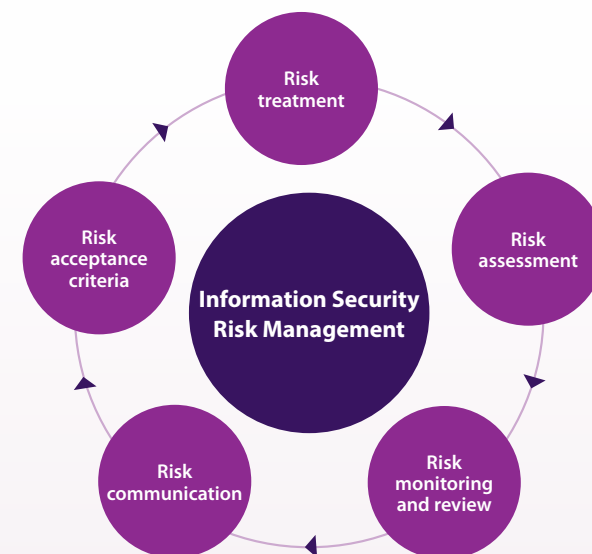 Risk
treatment
Risk
assessment
Risk
acceptance
criteria
Information Security
Risk Management
Risk
monitoring
and review
Risk
communication